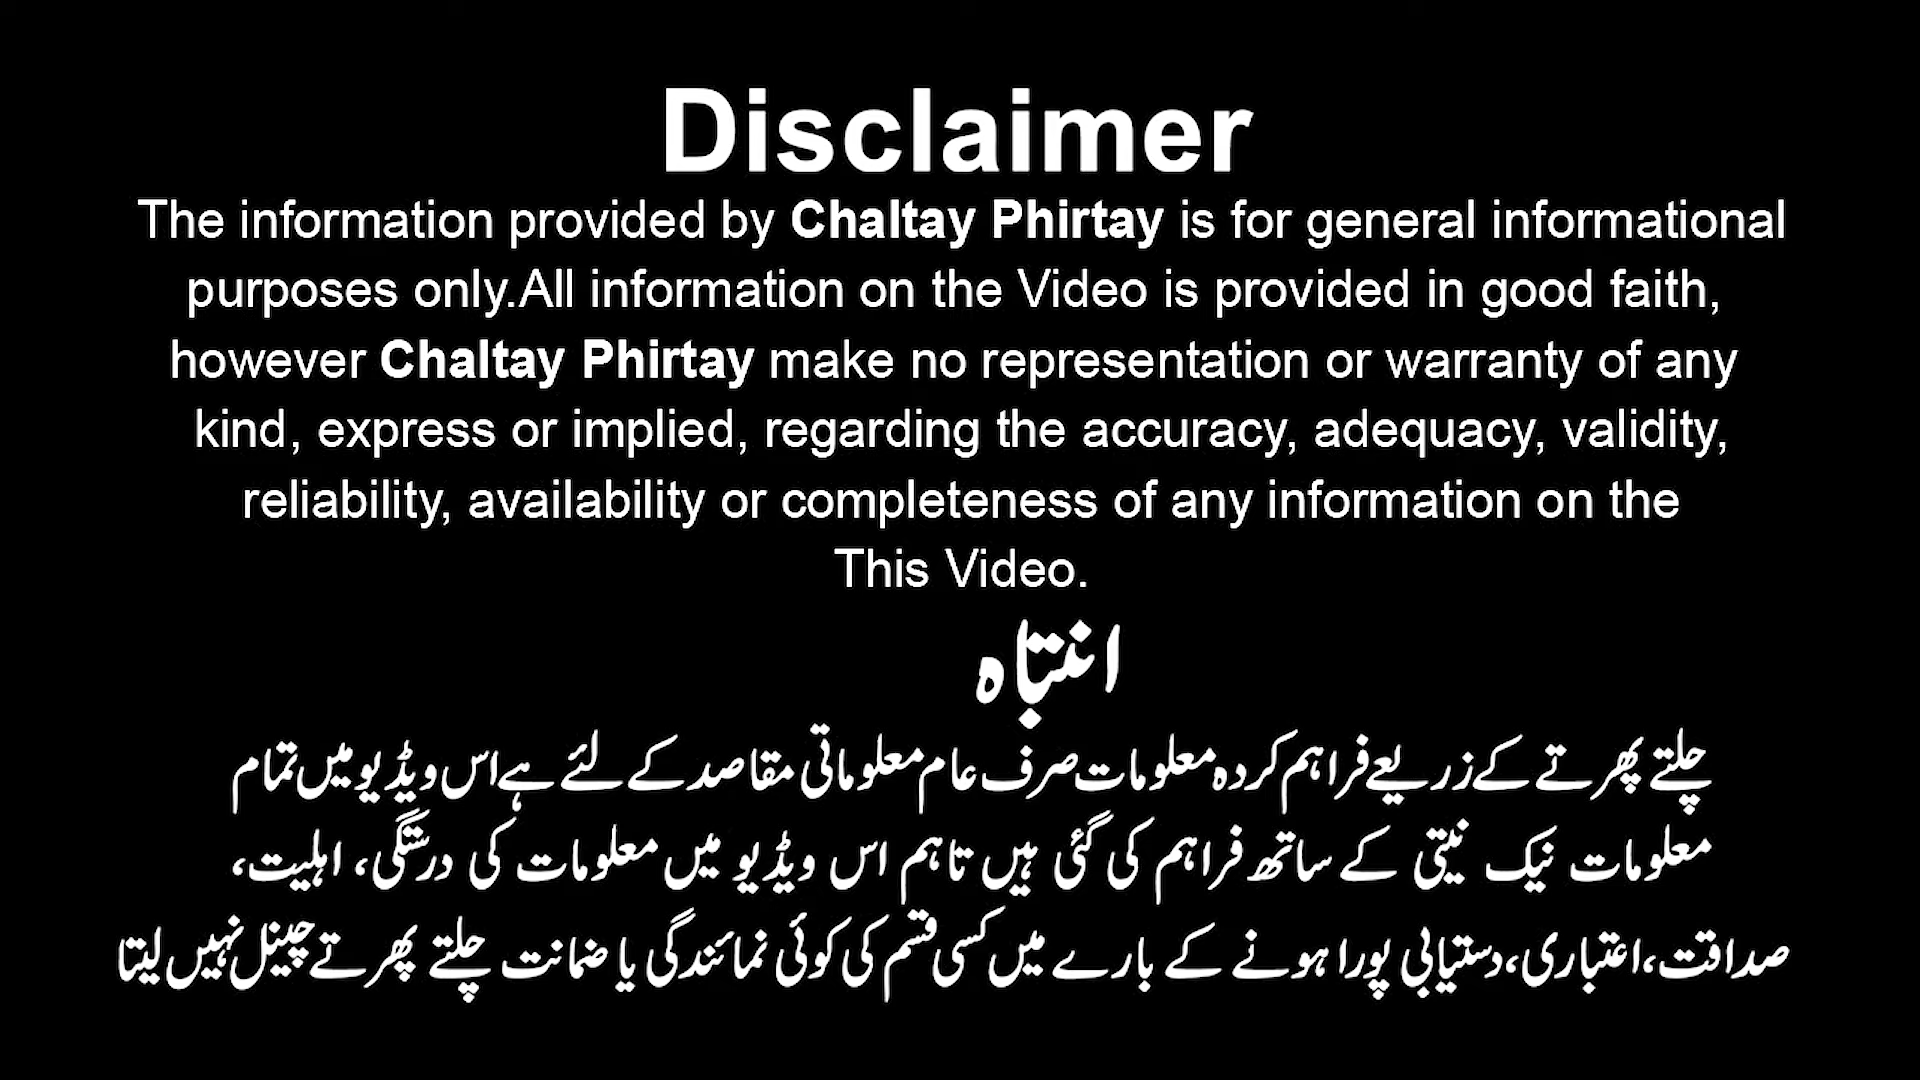 Disclaimer
The information provided by Chaltay Phirtay is for general informational
purposes only.All information on the Video is provided in good faith,
however Chaltay Phirtay make no representation or warranty of any
kind, express or implied, regarding the accuracy, adequacy, validity,
reliability, availability or completeness of any information on the
This Video.
انتباہ
چلتے پھرتے کے زریعے فراہم کردہ معلومات صرف عام معلوماتی مقاصد کے لئے ہے اس ویڈیو میں تمام
معلومات نیک نیتی کے ساتھ فراہم کی گئی ہیں تاہم اس ویڈیو میں معلومات کی درستگی، اہلیت،
صداقت،اعتباری،دستیابی پورا ہونے کے بارے میں کسی قسم کی کوئی نمائندگی یا ضمانت چلتے پھرتے چینل نہیں لیتا